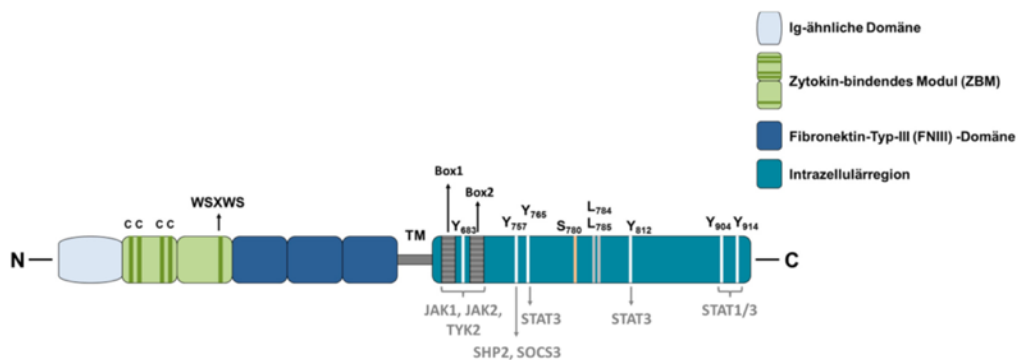 Ig-ähnliche Domäne
Zytokin-bindendes Modul (ZBM)
Fibronektin-Typ-III (FNIII) -Domäne
Intrazellulärregion
Box1
Box2
WSXWS
C C C C
TM
Y683
Y757
Y765
S780
L784
L785
Y812
Y904 Y914
N
C
JAK1, JAK2,
TYK2
STAT3
STAT3
STAT1/3
SHP2, SOCS3